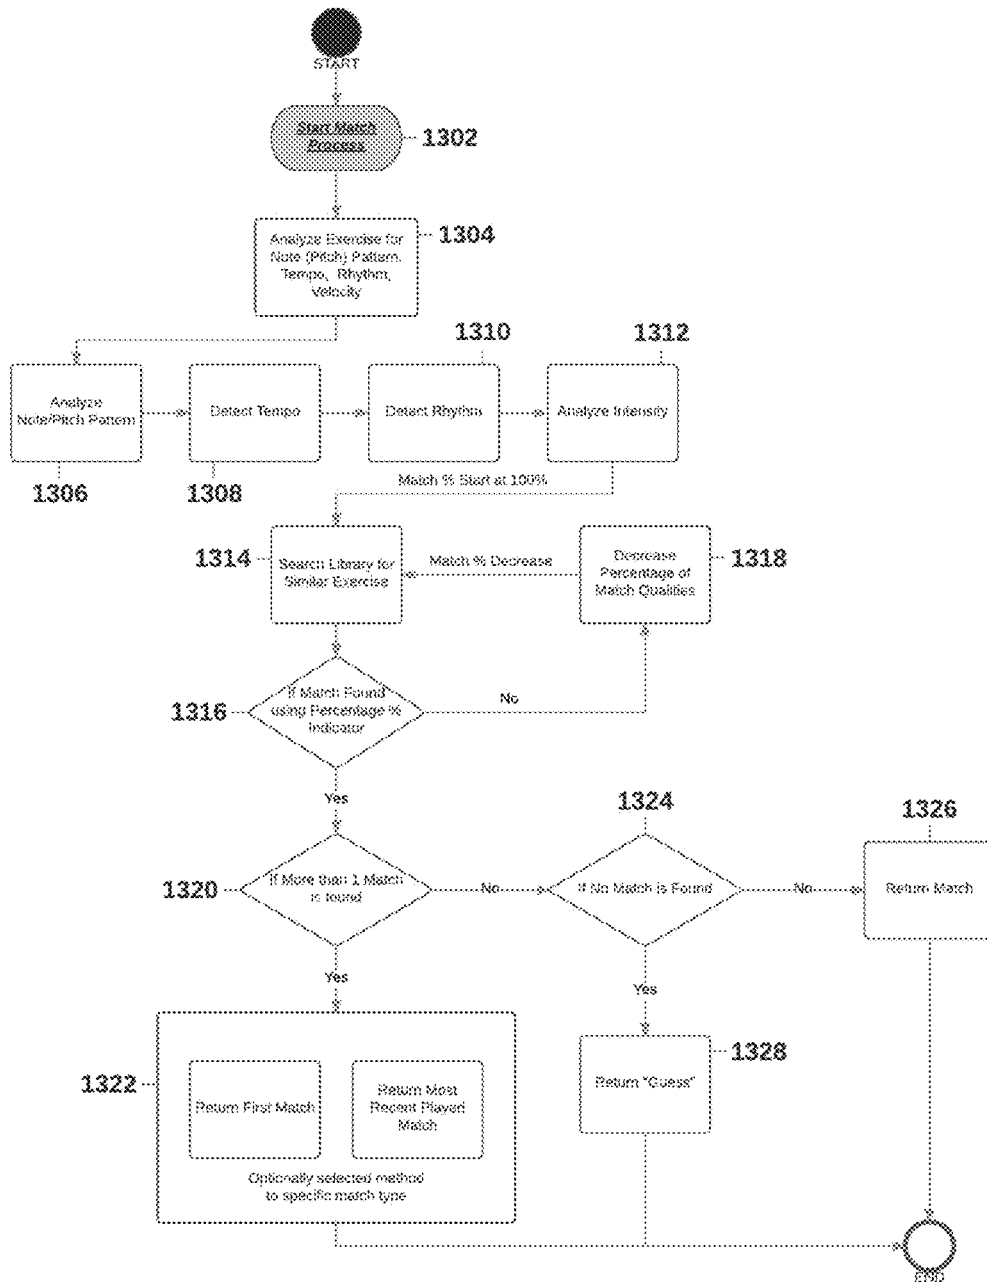 START
Start Match
Process
1302
Analyze Exercise for
Note (Pitch) Pattern,
Tempo, Rhythm,
Velocity
1304
1310
1312
Analyze
Note/Pitch Pattern
Detect Tempo
Detect Rhythm
Analyze Intensity
1306
1308
Match % Start at 100%
1314
Search Library for
Similar Exercise
Match % Decrease
Decrease
Percentage of
Match Qualities
1318
1316
If Match Found
using Percentage %
Indicator
No
Yes
1324
1326
1320
If More than 1 Match
is found
No
If No Match is Found
No
Return Match
Yes
Yes
1322
Return First Match
Return Most
Recent Played
Match
Optionally selected method
to specific match type
Return "Guess"
1328
END